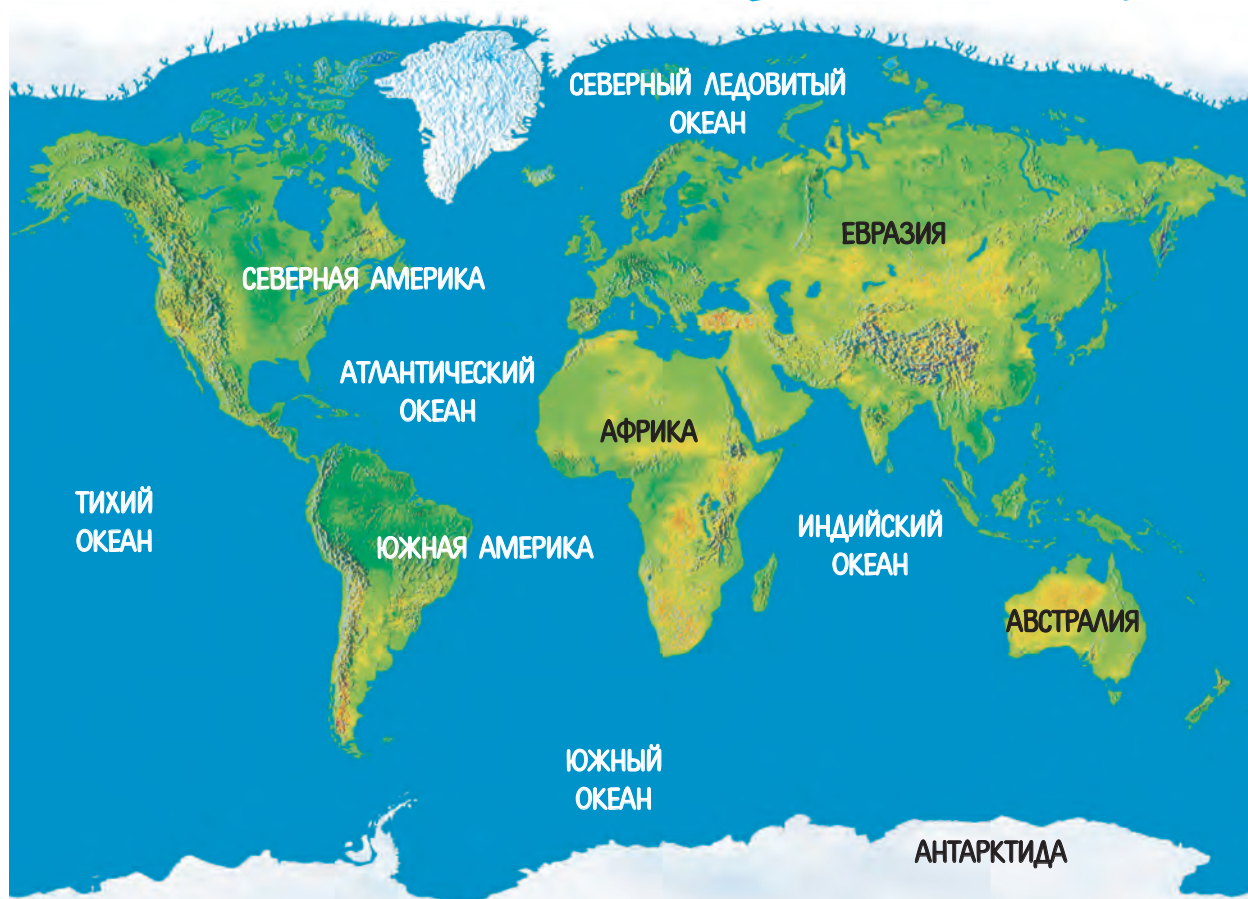 СЕВЕРНЫЙ ЛЕДОВИТЫЙ
ОКЕАН
ЕВРАЗИЯ
СЕВЕРНАЯ АМЕРИКА
АТЛАНТИЧЕСКИЙ
ОКЕАН
АФРИКА
ТИХИЙ
ОКЕАН
ИНДИЙСКИЙ
ОКЕАН
ЮЖНАЯ АМЕРИКА
АВСТРАЛИЯ
ЮЖНЫЙ
ОКЕАН
АНТАРКТИДА